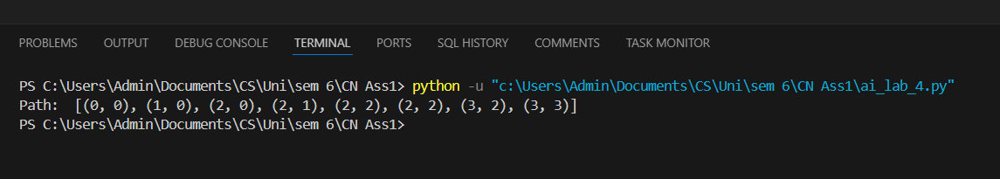 PROBLEMS OUTPUT DEBUG CONSOLE TERMINAL PORTS SQL HISTORY COMMENTS TASK MONITOR
PS C:\Users\Admin\Documents\CS\Uni\sem 6\CN Ass1> python -u "c:\Users\Admin\Documents\CS\Uni\sem 6\CN Ass1\ai_lab_4.py"
Path:  [(0, 0), (1, 0), (2, 0), (2, 1), (2, 2), (2, 2), (3, 2), (3, 3)]
PS C:\Users\Admin\Documents\CS\Uni\sem 6\CN Ass1>